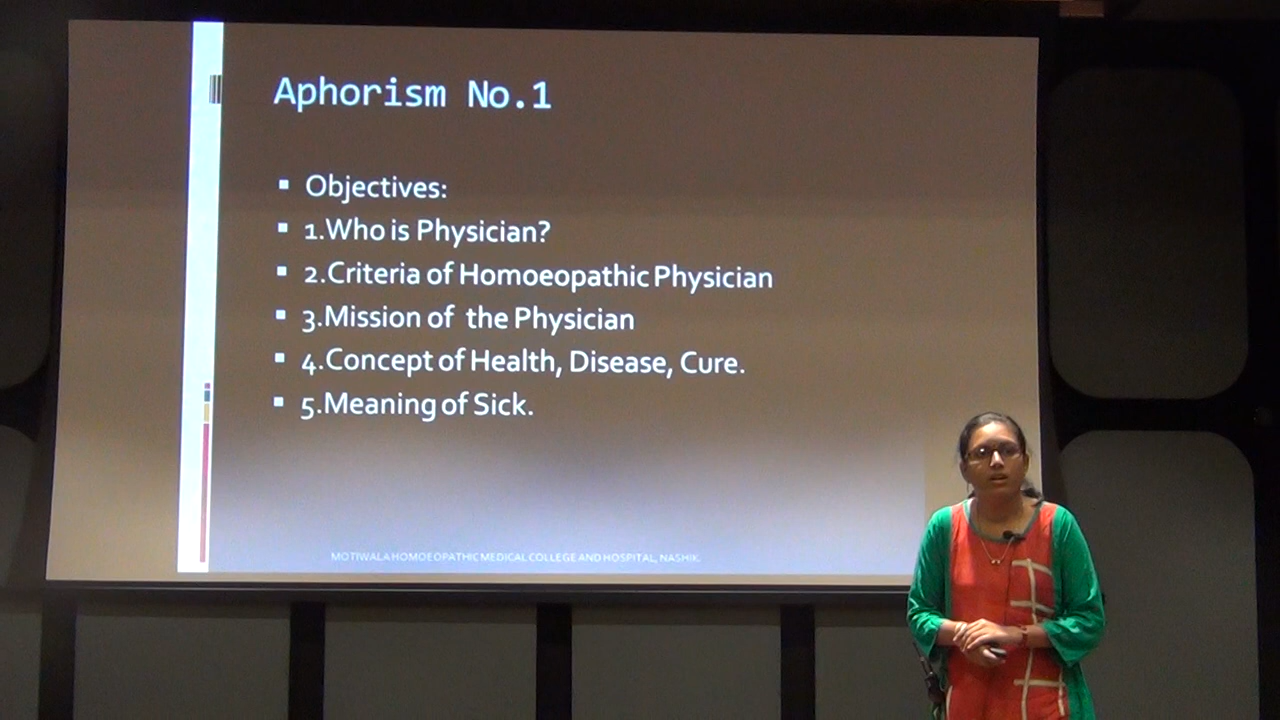 Aphorism No.1
▪ Objectives:
▪ 1.Who is Physician?
▪ 2.Criteria of Homoeopathic Physician
▪ 3.Mission of the Physician
▪ 4.Concept of Health, Disease, Cure.
▪ 5.Meaning of Sick.
MOTIWALA HOMOEOPATHIC MEDICAL COLLEGE AND HOSPITAL, NASHIK.